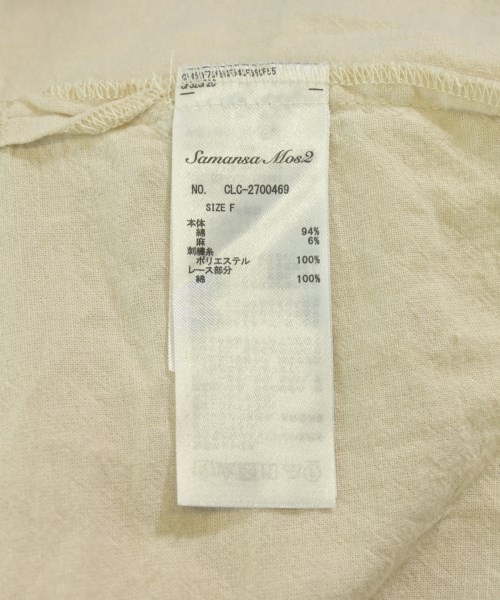 Samansa Mos2
NO. CLC-2700469
SIZE F
本体
綿 94%
麻 6%
刺繍糸
ポリエステル 100%
レース部分
綿 100%